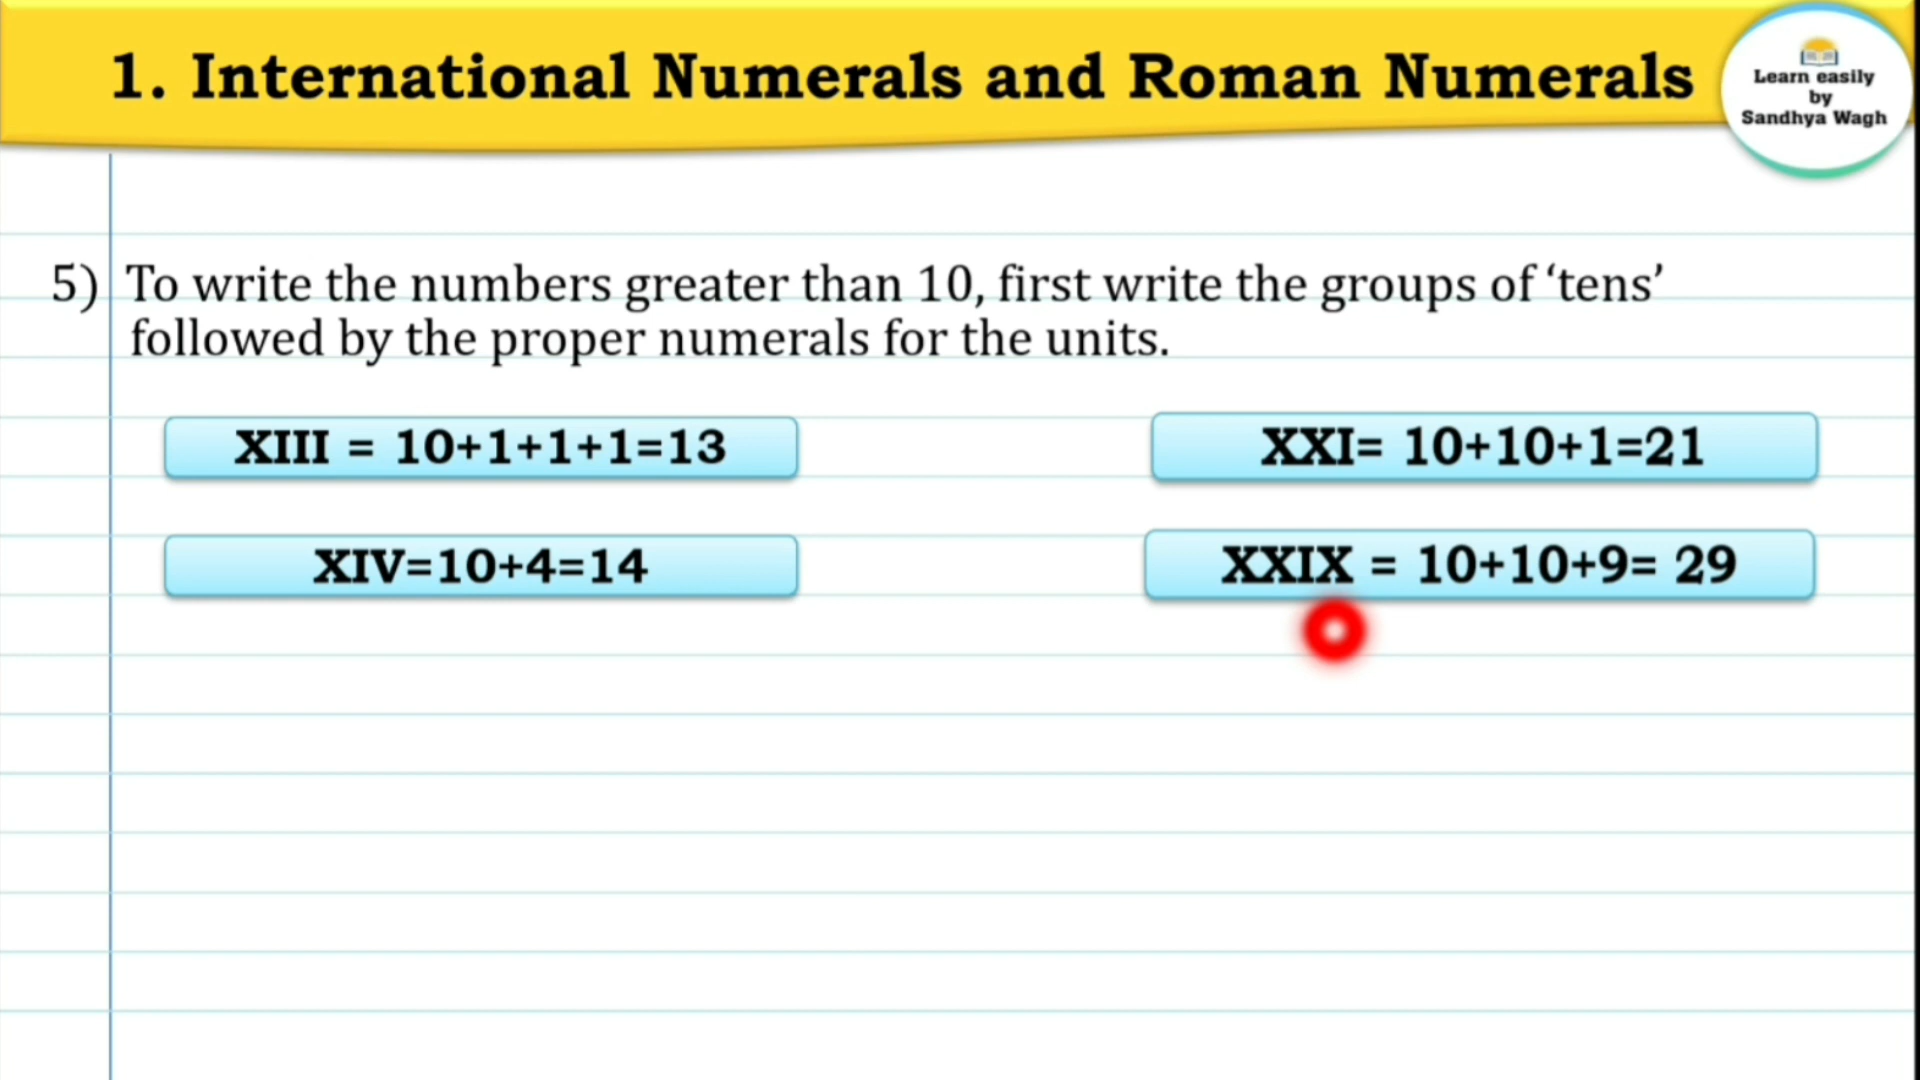 1. International Numerals and Roman Numerals
Learn easily
by
Sandhya Wagh
5) To write the numbers greater than 10, first write the groups of ‘tens’
followed by the proper numerals for the units.
XIII = 10+1+1+1=13
XXI= 10+10+1=21
XIV=10+4=14
XXIX = 10+10+9= 29